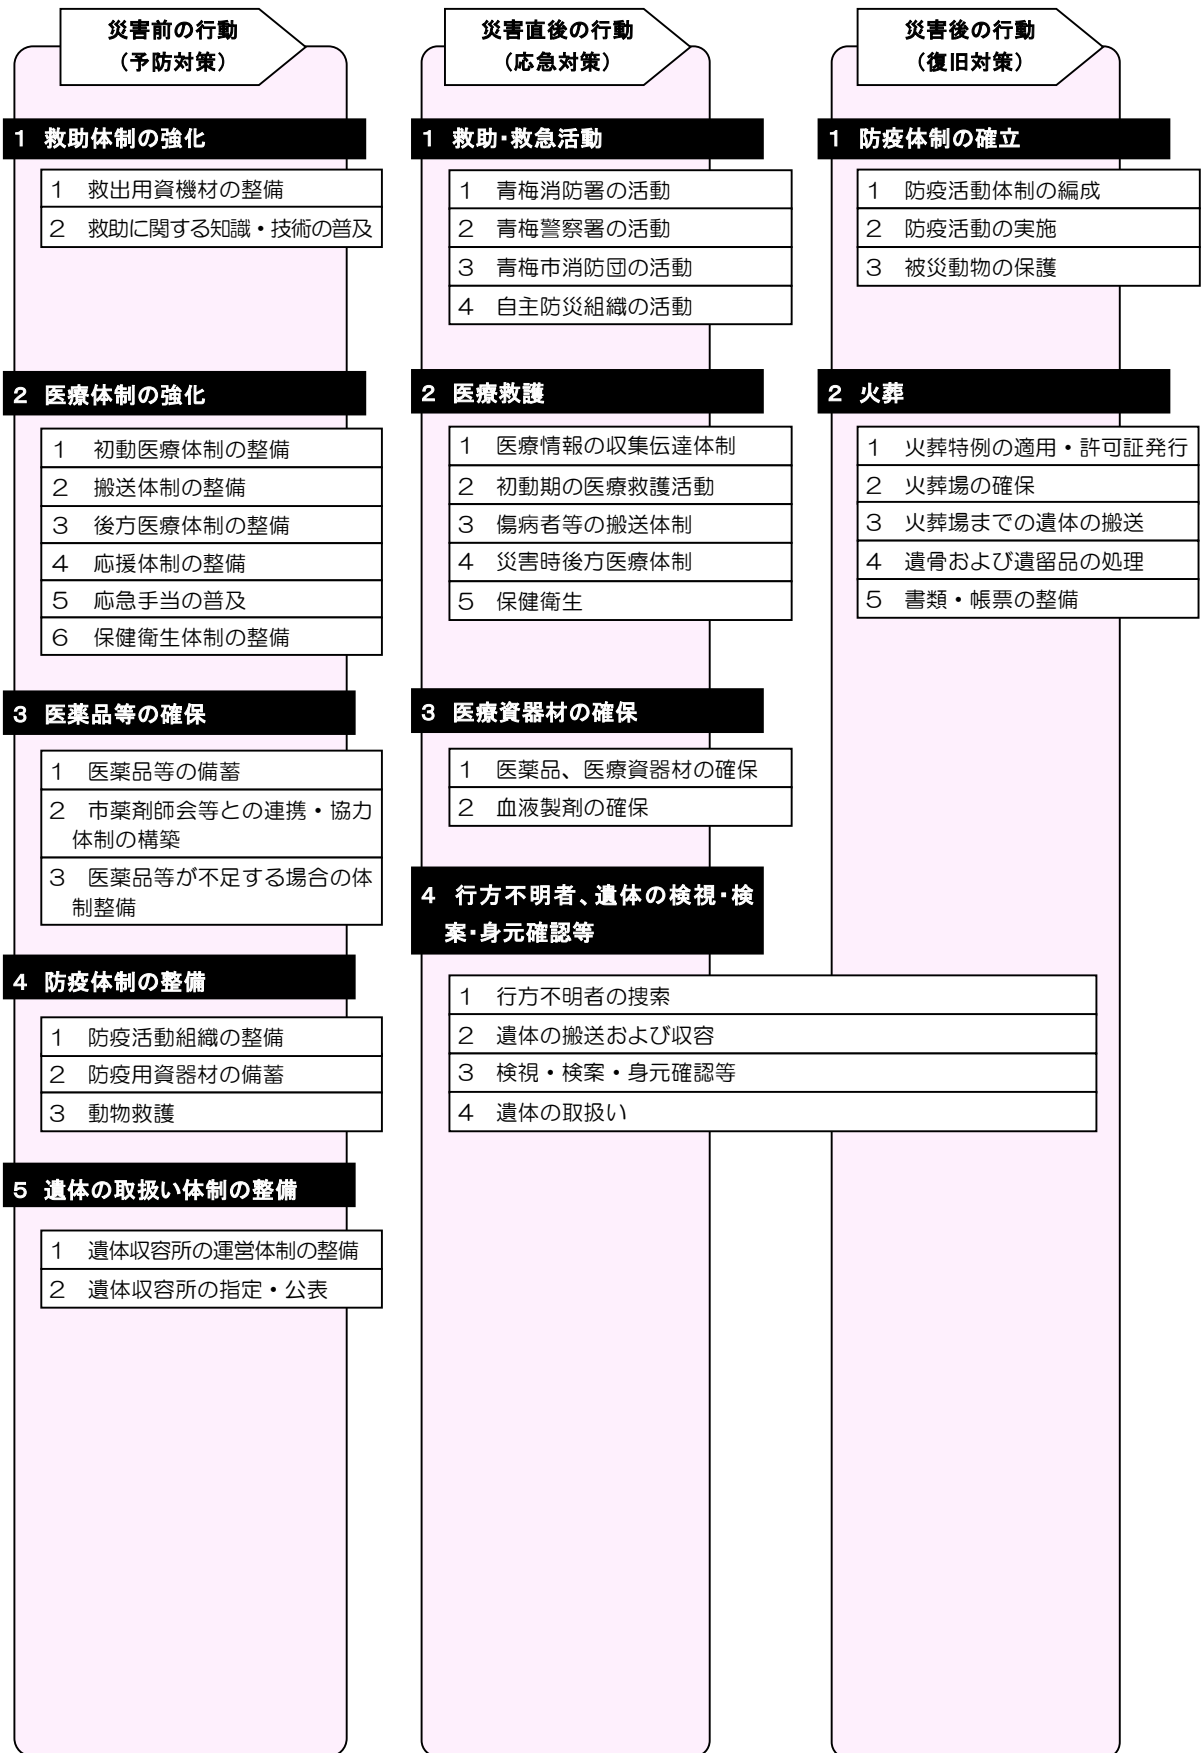 災害前の行動
（予防対策）
1 救助体制の強化
1 救出用資機材の整備
2 救助に関する知識・技術の普及
2 医療体制の強化
1 初動医療体制の整備
2 搬送体制の整備
3 後方医療体制の整備
4 応援体制の整備
5 応急手当の普及
6 保健衛生体制の整備
3 医薬品等の確保
1 医薬品等の備蓄
2 市薬剤師会等との連携・協力
体制の構築
3 医薬品等が不足する場合の体
制整備
4 防疫体制の整備
1 防疫活動組織の整備
2 防疫用資器材の備蓄
3 動物救護
5 遺体の取扱い体制の整備
1 遺体収容所の運営体制の整備
2 遺体収容所の指定・公表
災害直後の行動
（応急対策）
1 救助・救急活動
1 青梅消防署の活動
2 青梅警察署の活動
3 青梅市消防団の活動
4 自主防災組織の活動
2 医療救護
1 医療情報の収集伝達体制
2 初動期の医療救護活動
3 傷病者等の搬送体制
4 災害時後方医療体制
5 保健衛生
3 医療資器材の確保
1 医薬品、医療資器材の確保
2 血液製剤の確保
4 行方不明者、遺体の検視・検
案・身元確認等
1 行方不明者の捜索
2 遺体の搬送および収容
3 検視・検案・身元確認等
4 遺体の取扱い
災害後の行動
（復旧対策）
1 防疫体制の確立
1 防疫活動体制の編成
2 防疫活動の実施
3 被災動物の保護
2 火葬
1 火葬特例の適用・許可証発行
2 火葬場の確保
3 火葬場までの遺体の搬送
4 遺骨および遺留品の処理
5 書類・帳票の整備